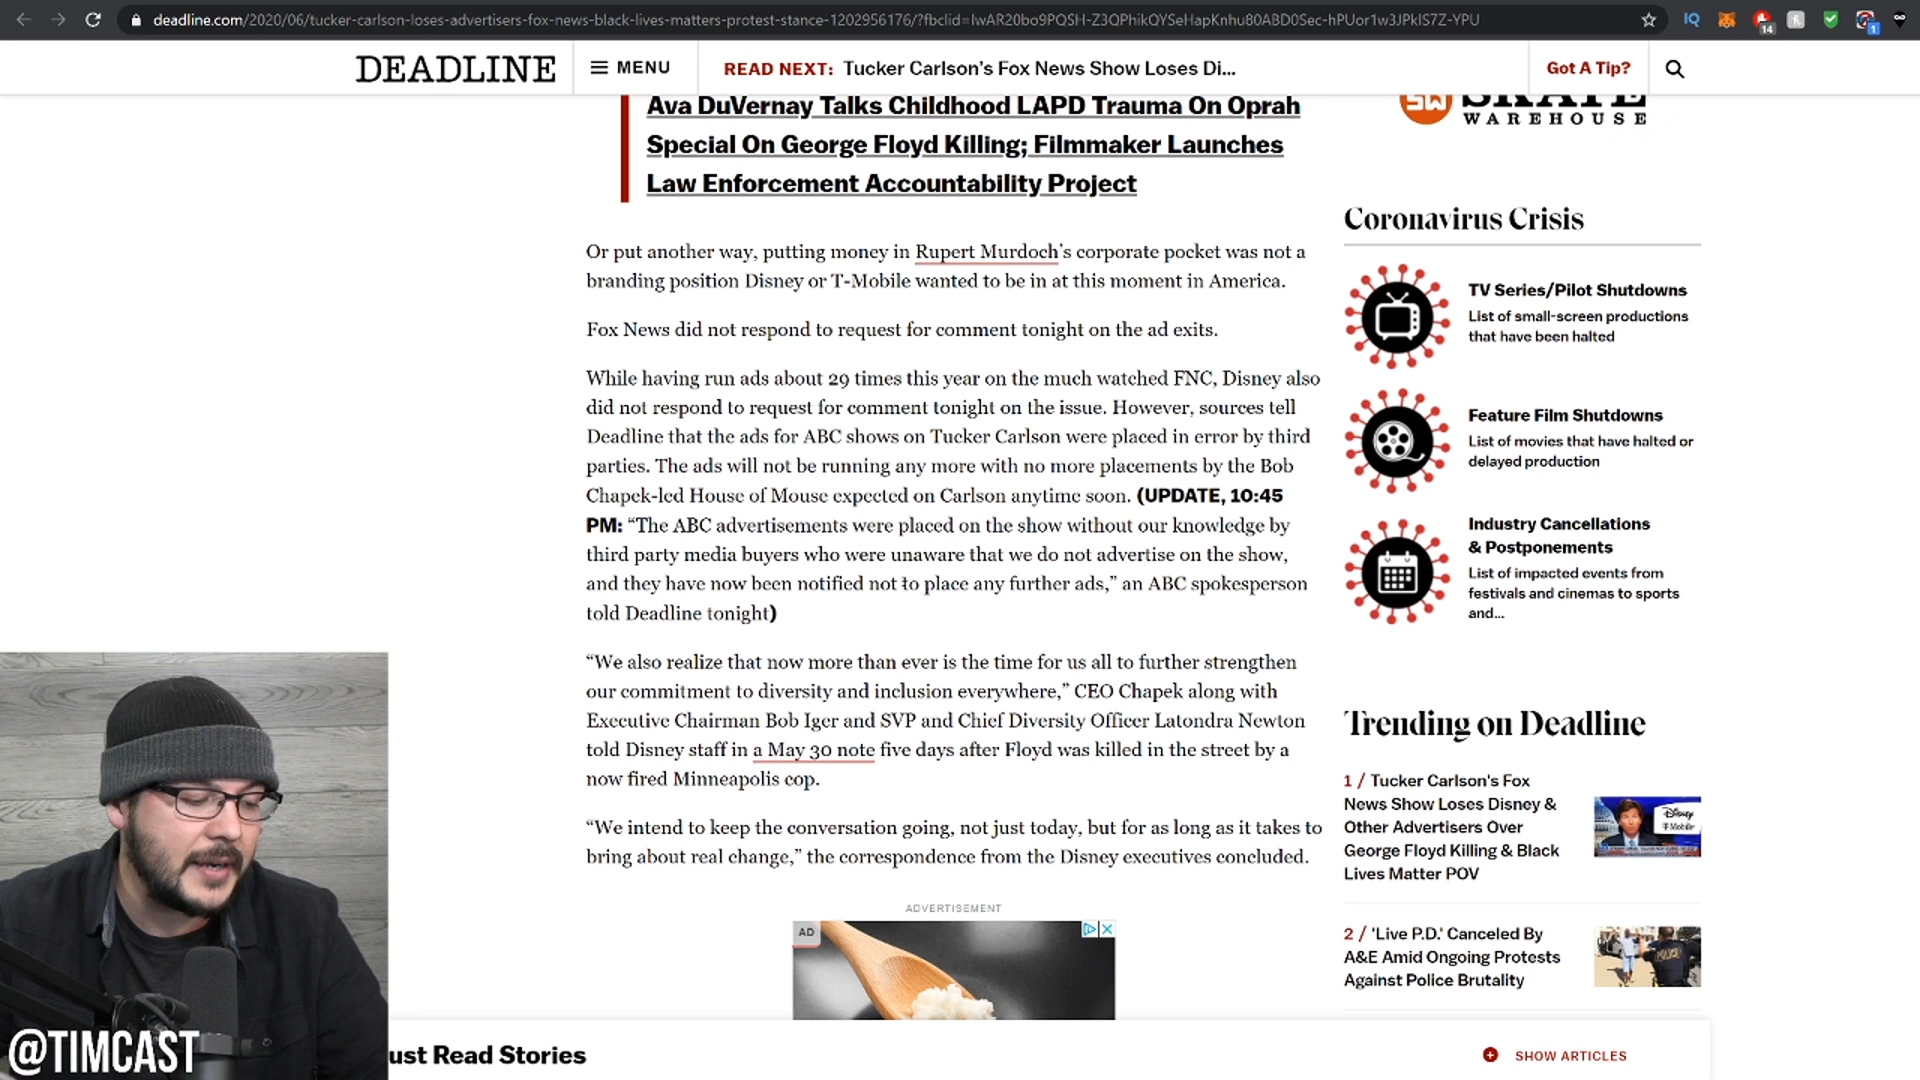 deadline.com/2020/06/tucker-carlson-loses-advertisers-fox-news-black-lives-matters-protest-stance-1202956176/?fbclid=IwAR20bo9PQSH-Z3QPhikQYSeHapKnhu80ABD0Sec-hPUor1w3JPkIS7Z-YPU
14
1
DEADLINE
MENU
READ NEXT: Tucker Carlson's Fox News Show Loses Di...
Got A Tip?
Ava DuVernay Talks Childhood LAPD Trauma On Oprah
Special On George Floyd Killing; Filmmaker Launches
Law Enforcement Accountability Project
Or put another way, putting money in Rupert Murdoch's corporate pocket was not a
branding position Disney or T-Mobile wanted to be in at this moment in America.
Fox News did not respond to request for comment tonight on the ad exits.
While having run ads about 29 times this year on the much watched FNC, Disney also
did not respond to request for comment tonight on the issue. However, sources tell
Deadline that the ads for ABC shows on Tucker Carlson were placed in error by third
parties. The ads will not be running any more with no more placements by the Bob
Chapek-led House of Mouse expected on Carlson anytime soon. (UPDATE, 10:45
PM: “The ABC advertisements were placed on the show without our knowledge by
third party media buyers who were unaware that we do not advertise on the show,
and they have now been notified not to place any further ads,” an ABC spokesperson
told Deadline tonight)
“We also realize that now more than ever is the time for us all to further strengthen
our commitment to diversity and inclusion everywhere,” CEO Chapek along with
Executive Chairman Bob Iger and SVP and Chief Diversity Officer Latondra Newton
told Disney staff in a May 30 note five days after Floyd was killed in the street by a
now fired Minneapolis cop.
“We intend to keep the conversation going, not just today, but for as long as it takes to
bring about real change,” the correspondence from the Disney executives concluded.
ADVERTISEMENT
AD
SW SKATE
WAREHOUSE
Coronavirus Crisis
TV Series/Pilot Shutdowns
List of small-screen productions
that have been halted
Feature Film Shutdowns
List of movies that have halted or
delayed production
Industry Cancellations
& Postponements
List of impacted events from
festivals and cinemas to sports
and...
Trending on Deadline
1 / Tucker Carlson's Fox
News Show Loses Disney &
Other Advertisers Over
George Floyd Killing & Black
Lives Matter POV
Disney
T Mobile
2 / 'Live P.D.' Canceled By
A&E Amid Ongoing Protests
Against Police Brutality
POLICE
@TIMCAST
ust Read Stories
SHOW ARTICLES